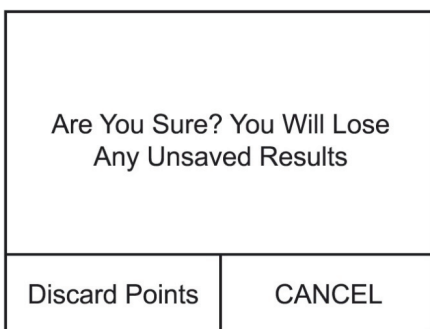 Are You Sure? You Will Lose
Any Unsaved Results
Discard Points
CANCEL